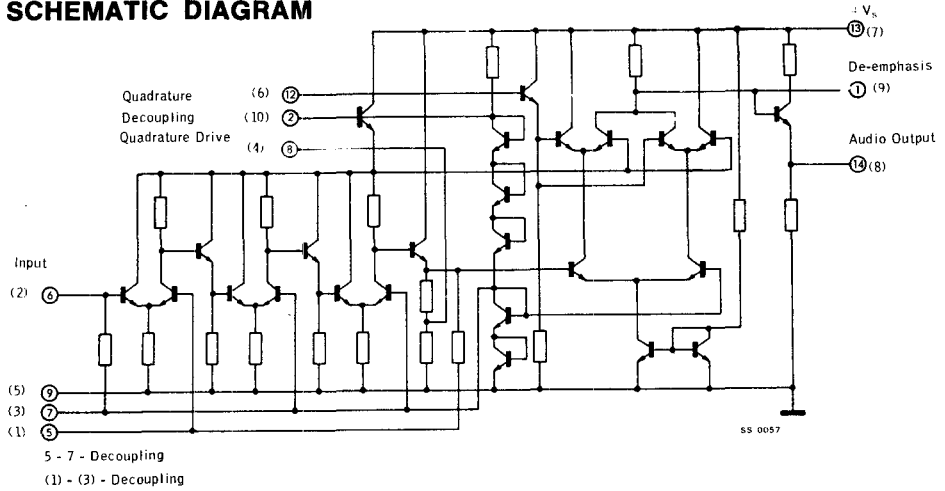 SCHEMATIC DIAGRAM
+ Vs
13 (7)
De-emphasis
1 (9)
Quadrature (6) 12
Decoupling (10) 2
Quadrature Drive
(4) 8
Audio Output
14 (8)
Input
(2) 6
(5) 9
(3) 7
(1) 5
SS 0057
5 - 7 - Decoupling
(1) - (3) - Decoupling